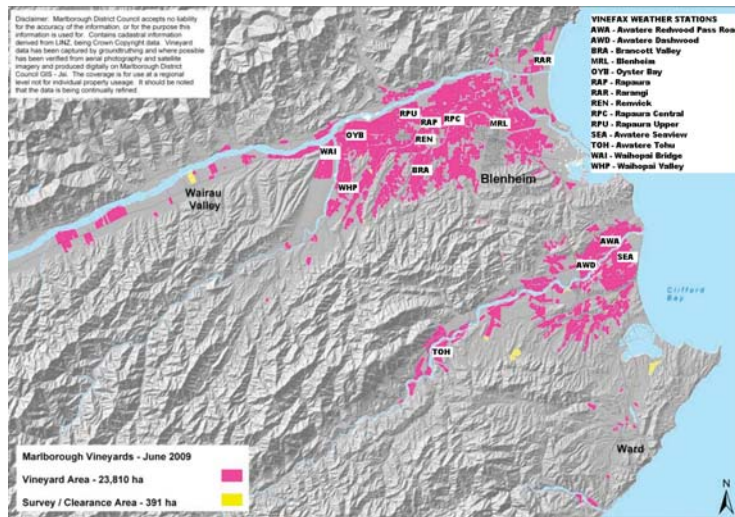 Disclaimer: Marlborough District Council accepts no liability
for the accuracy of the information, or for the purpose this
information is used for. Contains cadastral information
derived from LINZ, being Crown Copyright data. Vineyard
data has been captured by groundtruthing and where possible
has been verified from aerial photography and satellite
imagery and produced digitally on Marlborough District
Council GIS - Jsi. The coverage is for use at a regional
level not for individual property useage. It should be noted
that the data is being continually refined.
VINEFAX WEATHER STATIONS
AWA - Awatere Redwood Pass Roa
AWD - Awatere Dashwood
BRA - Brancott Valley
MRL - Blenheim
OYB - Oyster Bay
RAP - Rapaura
RAR - Rarangi
REN - Renwick
RPC - Rapaura Central
RPU - Rapaura Upper
SEA - Awatere Seaview
TOH - Awatere Tohu
WAI - Waihopai Bridge
WHP - Waihopai Valley
RAR
RPU
RAP
RPC
MRL
OYB
REN
WAI
BRA
WHP
Blenheim
Wairau
Valley
AWA
SEA
AWD
Clifford
Bay
TOH
Ward
Marlborough Vineyards - June 2009
Vineyard Area - 23,810 ha
Survey / Clearance Area - 391 ha
N